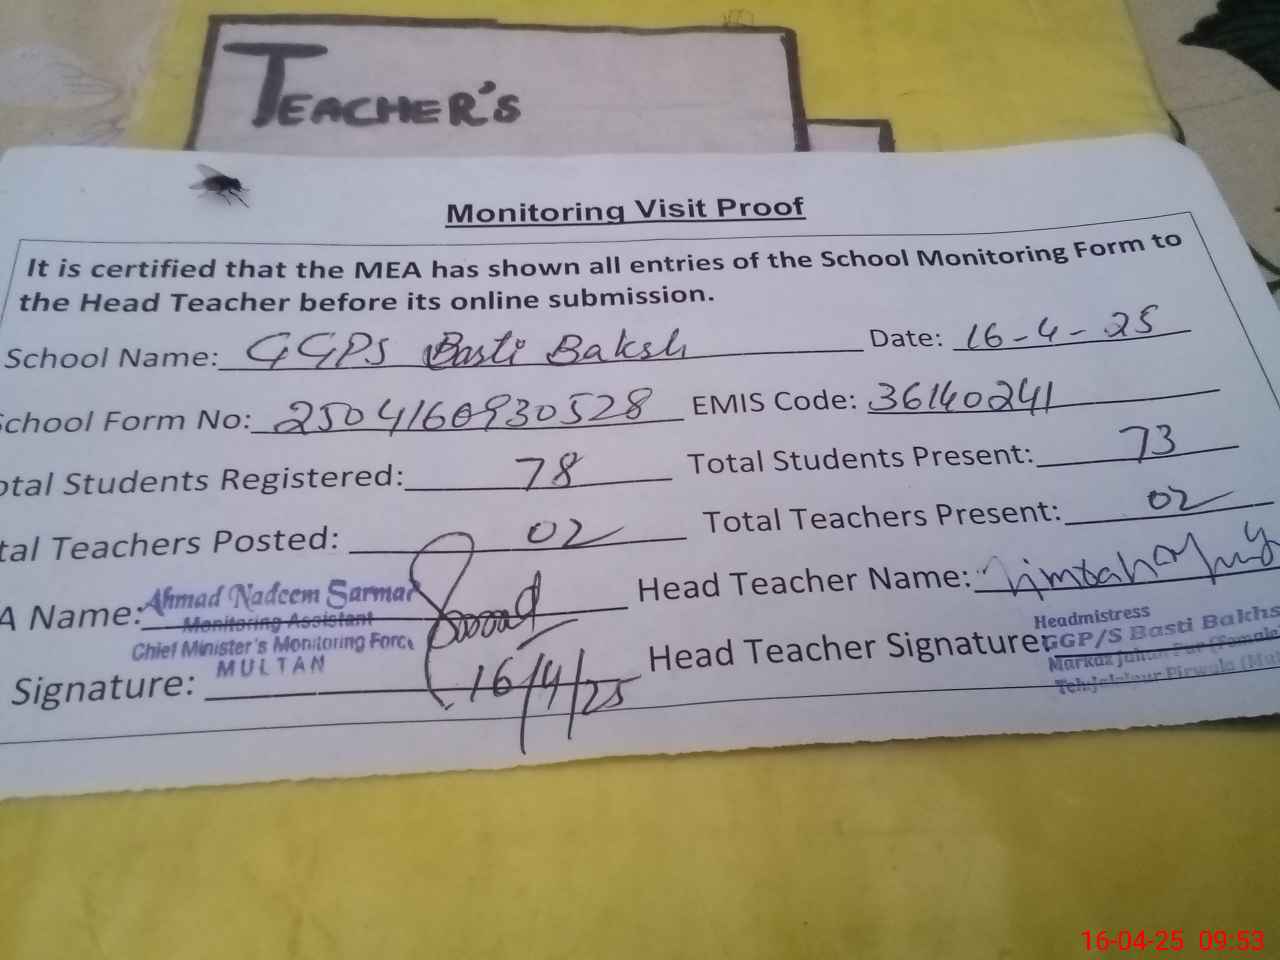 TEACHER'S
Monitoring Visit Proof
It is certified that the MEA has shown all entries of the School Monitoring Form to
the Head Teacher before its online submission.
School Name: GGPS Basti Baksh Date: 16-4-25
chool Form No: 250416093 0528 EMIS Code: 36140241
otal Students Registered: 78 Total Students Present: 73
tal Teachers Posted: 02 Total Teachers Present: 02
A Name: Ahmad Nadeem Sarmad Head Teacher Name:
Monitoring Assistant
Chief Minister's Monitoring Force
MULTAN
Signature: 16/4/25 Head Teacher Signature:
Headmistress
GGP/S Basti Bakhs
Markaz
16-04-25 09:53